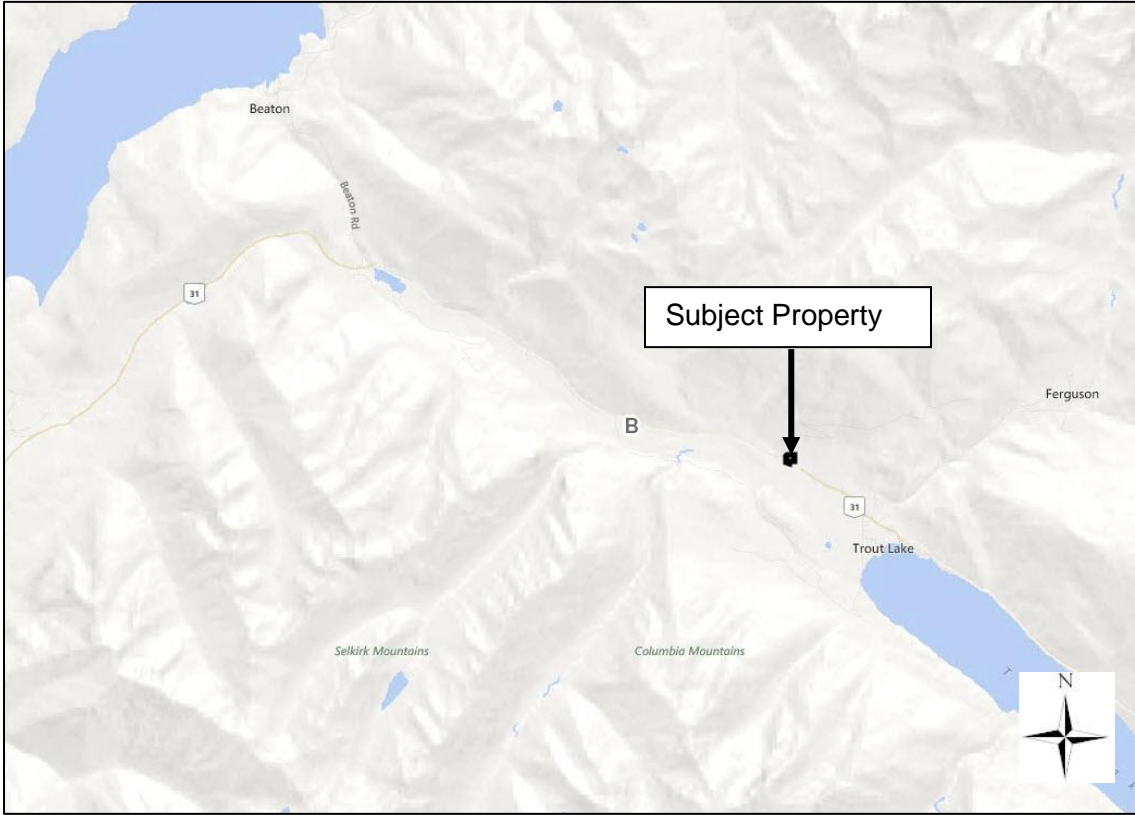 Beaton
Beaton Rd
31
Subject Property
Ferguson
B
31
Trout Lake
Selkirk Mountains
Columbia Mountains
T
N